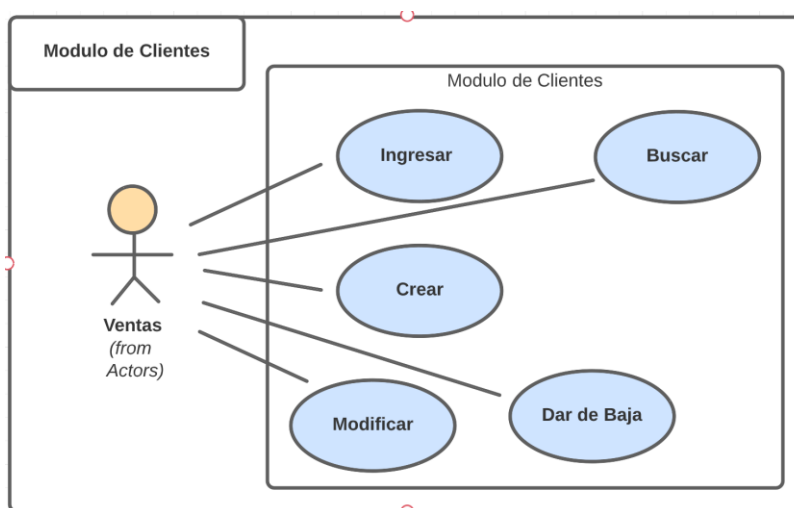 Modulo de Clientes
Modulo de Clientes
Ingresar
Buscar
Crear
Ventas
(from
Actors)
Modificar
Dar de Baja